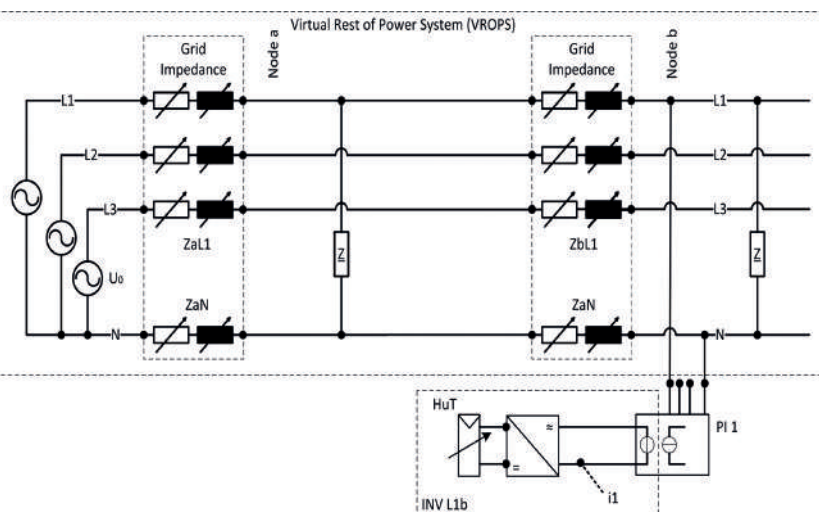 Virtual Rest of Power System (VROPS)
Grid
Impedance
Node a
Grid
Impedance
Node b
L1
L1
L2
L2
L3
L3
ZaL1
ZbL1
Z
Z
U0
ZaN
ZaN
N
N
HuT
PI 1
≈
=
i1
INV L1b